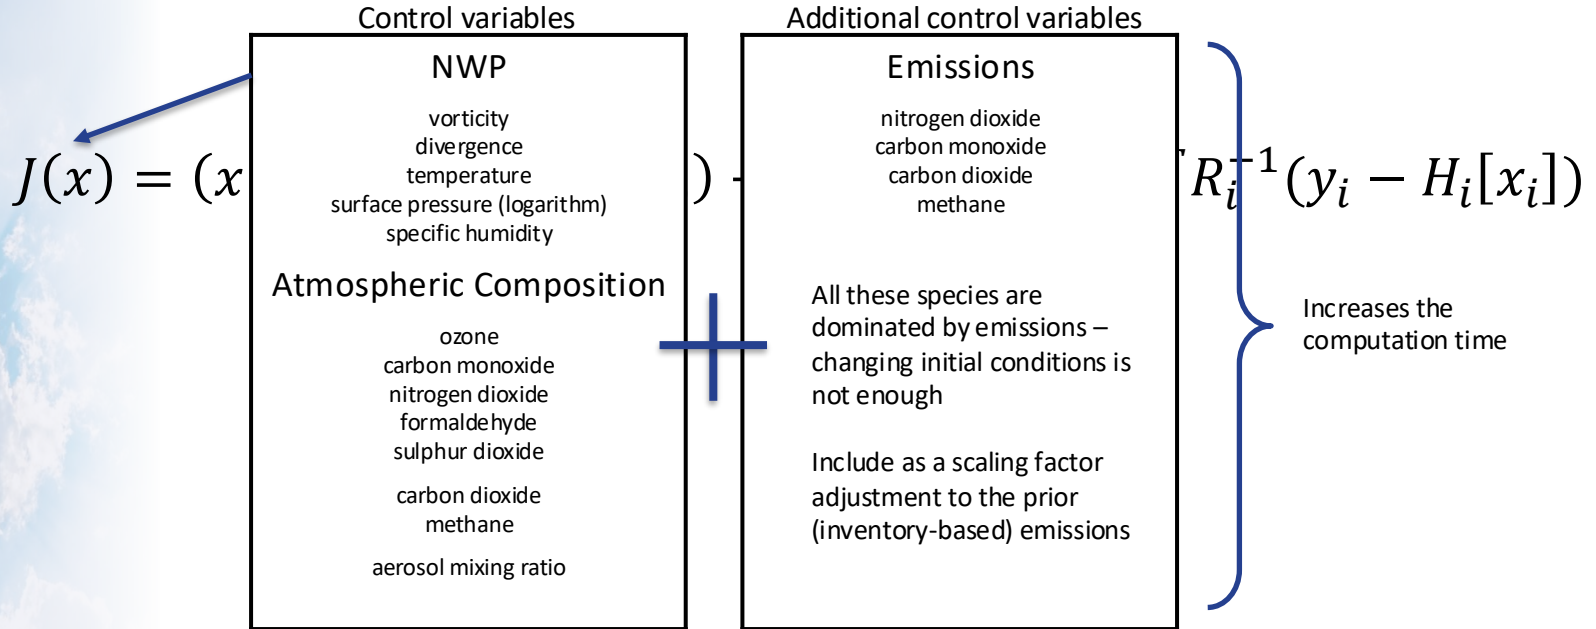 Control variables
NWP
vorticity
divergence
temperature
surface pressure (logarithm)
specific humidity
Atmospheric Composition
ozone
carbon monoxide
nitrogen dioxide
formaldehyde
sulphur dioxide
carbon dioxide
methane
aerosol mixing ratio
Additional control variables
Emissions
nitrogen dioxide
carbon monoxide
carbon dioxide
methane
All these species are
dominated by emissions –
changing initial conditions is
not enough
Include as a scaling factor
adjustment to the prior
(inventory-based) emissions
J(x) = (x ) - R_i^{-1}(y_i − H_i[x_i])
Increases the
computation time